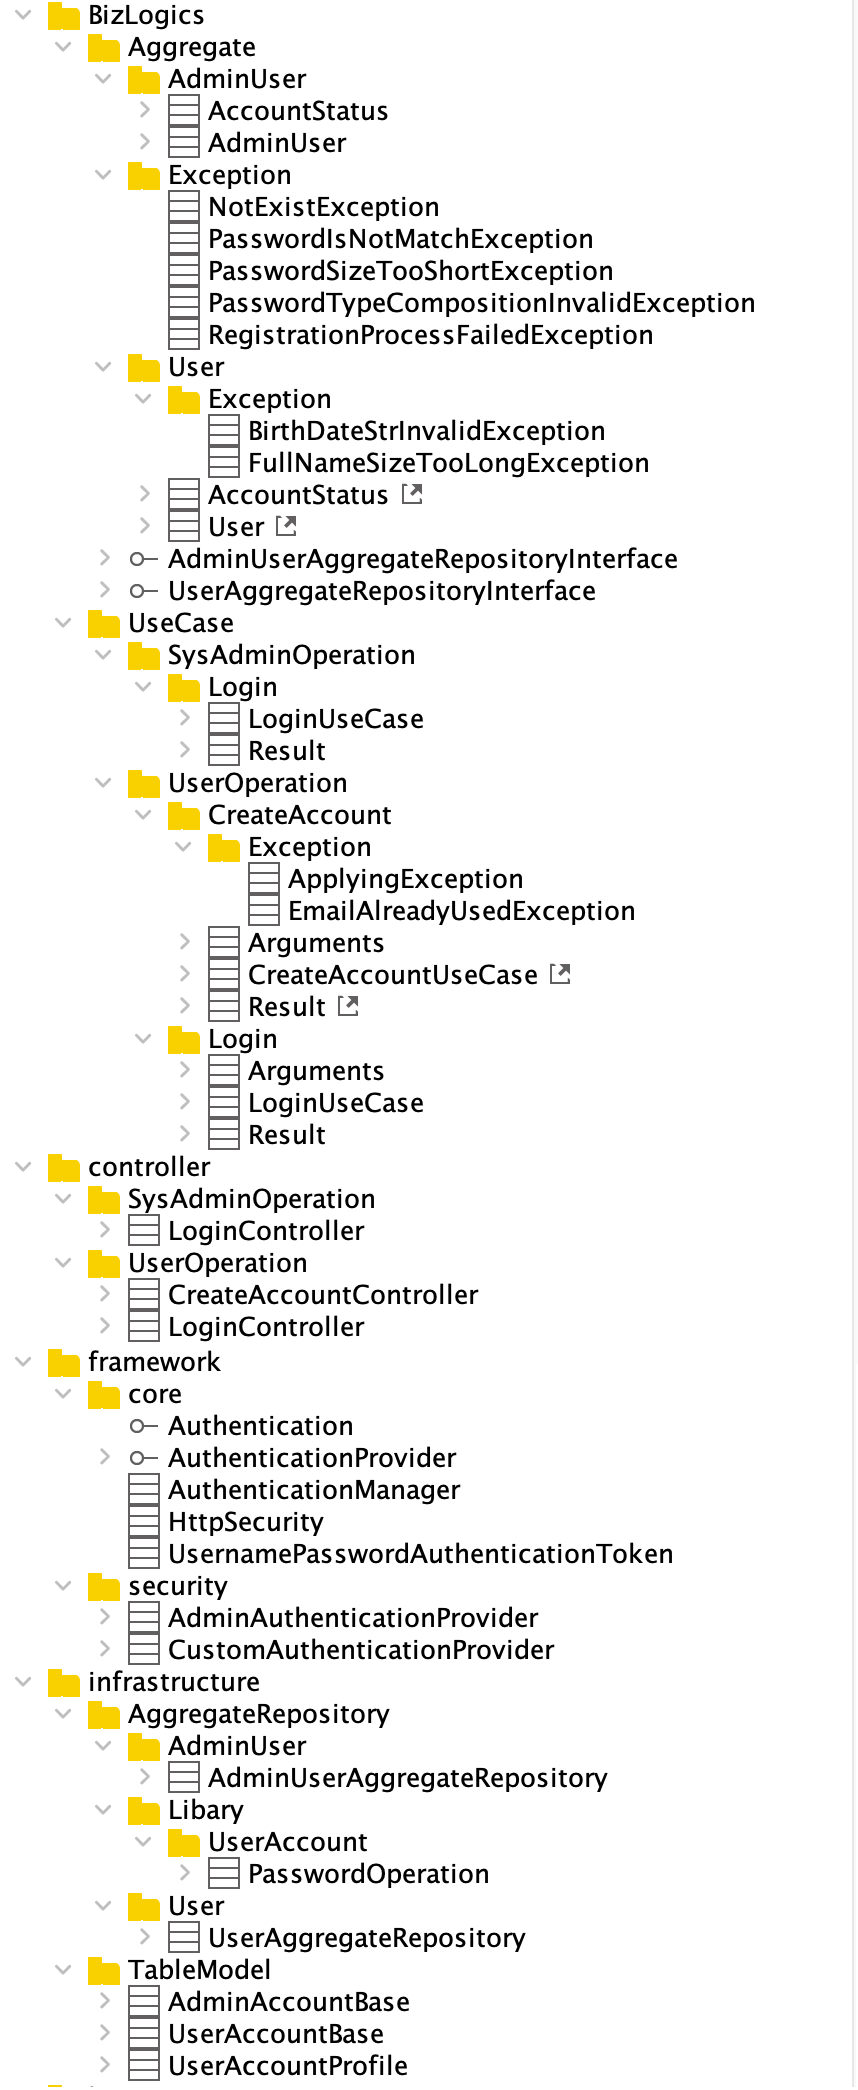 BizLogics
Aggregate
AdminUser
AccountStatus
AdminUser
Exception
NotExistException
PasswordIsNotMatchException
PasswordSizeTooShortException
PasswordTypeCompositionInvalidException
RegistrationProcessFailedException
User
Exception
BirthDateStrInvalidException
FullNameSizeTooLongException
AccountStatus
User
AdminUserAggregateRepositoryInterface
UserAggregateRepositoryInterface
UseCase
SysAdminOperation
Login
LoginUseCase
Result
UserOperation
CreateAccount
Exception
ApplyingException
EmailAlreadyUsedException
Arguments
CreateAccountUseCase
Result
Login
Arguments
LoginUseCase
Result
controller
SysAdminOperation
LoginController
UserOperation
CreateAccountController
LoginController
framework
core
Authentication
AuthenticationProvider
AuthenticationManager
HttpSecurity
UsernamePasswordAuthenticationToken
security
AdminAuthenticationProvider
CustomAuthenticationProvider
infrastructure
AggregateRepository
AdminUser
AdminUserAggregateRepository
Libary
UserAccount
PasswordOperation
User
UserAggregateRepository
TableModel
AdminAccountBase
UserAccountBase
UserAccountProfile